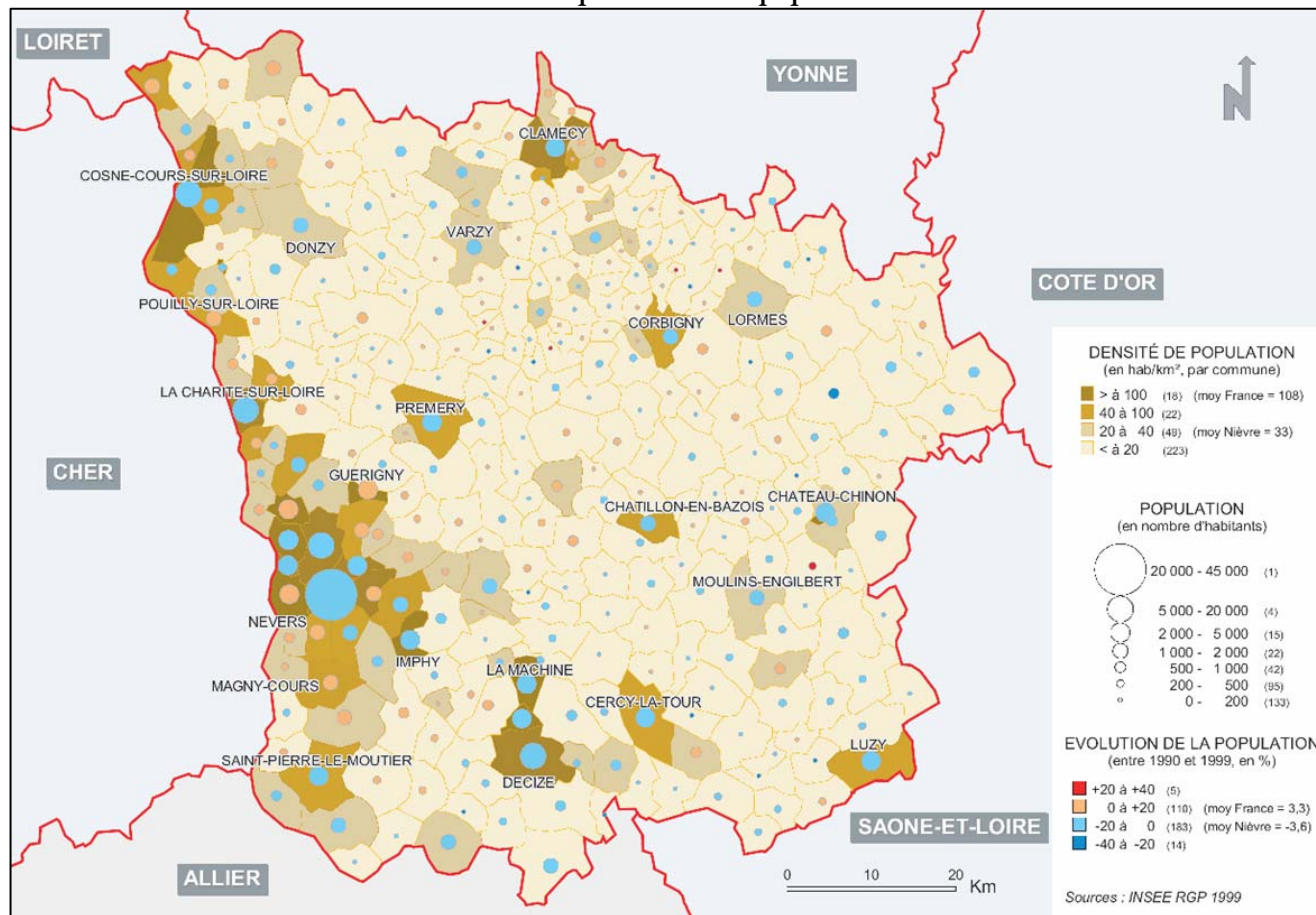 LOIRET
YONNE
N
CLAMECY
COSNE-COURS-SUR-LOIRE
DONZY
VARZY
COTE D'OR
POUILLY-SUR-LOIRE
CORBIGNY
LORMES
LA CHARITE-SUR-LOIRE
PREMERY
CHER
GUERIGNY
CHATILLON-EN-BAZOIS
CHATEAU-CHINON
MOULINS-ENGILBERT
NEVERS
IMPHY
LA MACHINE
MAGNY-COURS
CERCY-LA-TOUR
SAINT-PIERRE-LE-MOUTIER
DECIZE
LUZY
SAONE-ET-LOIRE
ALLIER
0 10 20
Km
DENSITÉ DE POPULATION
(en hab/km², par commune)
> à 100 (18) (moy France = 108)
40 à 100 (22)
20 à 40 (49) (moy Nièvre = 33)
< à 20 (223)
POPULATION
(en nombre d'habitants)
20 000 - 45 000 (1)
5 000 - 20 000 (4)
2 000 - 5 000 (15)
1 000 - 2 000 (22)
500 - 1 000 (42)
200 - 500 (95)
0 - 200 (133)
EVOLUTION DE LA POPULATION
(entre 1990 et 1999, en %)
+20 à +40 (5)
0 à +20 (110) (moy France = 3,3)
-20 à 0 (183) (moy Nièvre = -3,6)
-40 à -20 (14)
Sources : INSEE RGP 1999